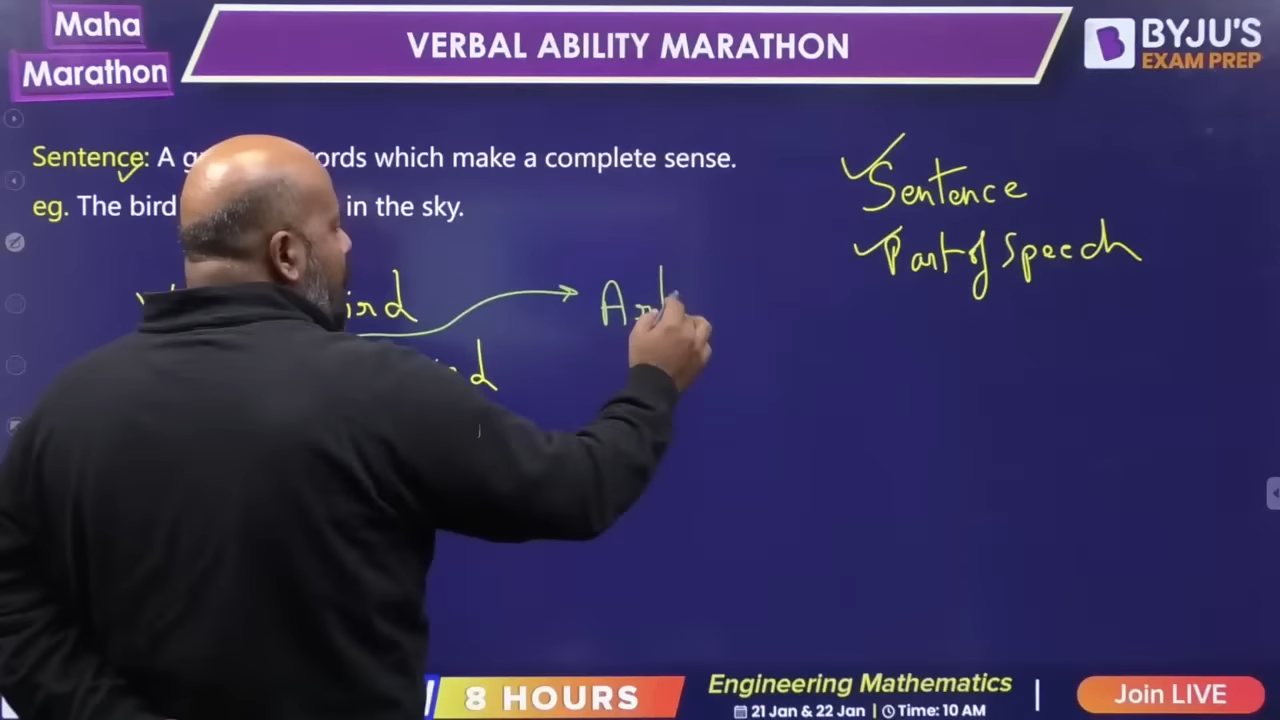 Maha
Marathon
VERBAL ABILITY MARATHON
BYJU'S
EXAM PREP
Sentence: A which make a complete sense.
eg. The bird in the sky.
Sentence
Part of Speech
8 HOURS
Engineering Mathematics
21 Jan & 22 Jan | Time: 10 AM
Join LIVE